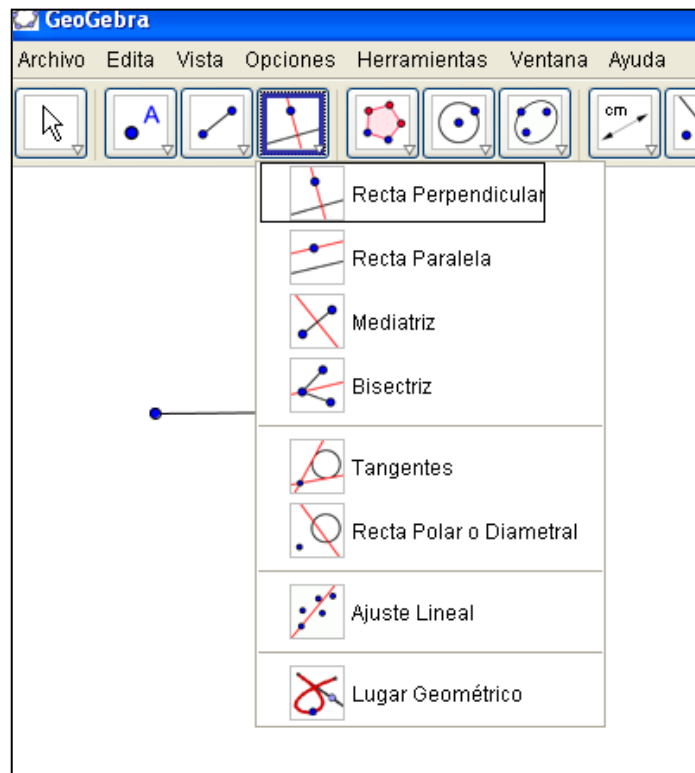 GeoGebra
Archivo Edita Vista Opciones Herramientas Ventana Ayuda
A
cm
Recta Perpendicular
Recta Paralela
Mediatriz
Bisectriz
Tangentes
Recta Polar o Diametral
Ajuste Lineal
Lugar Geométrico